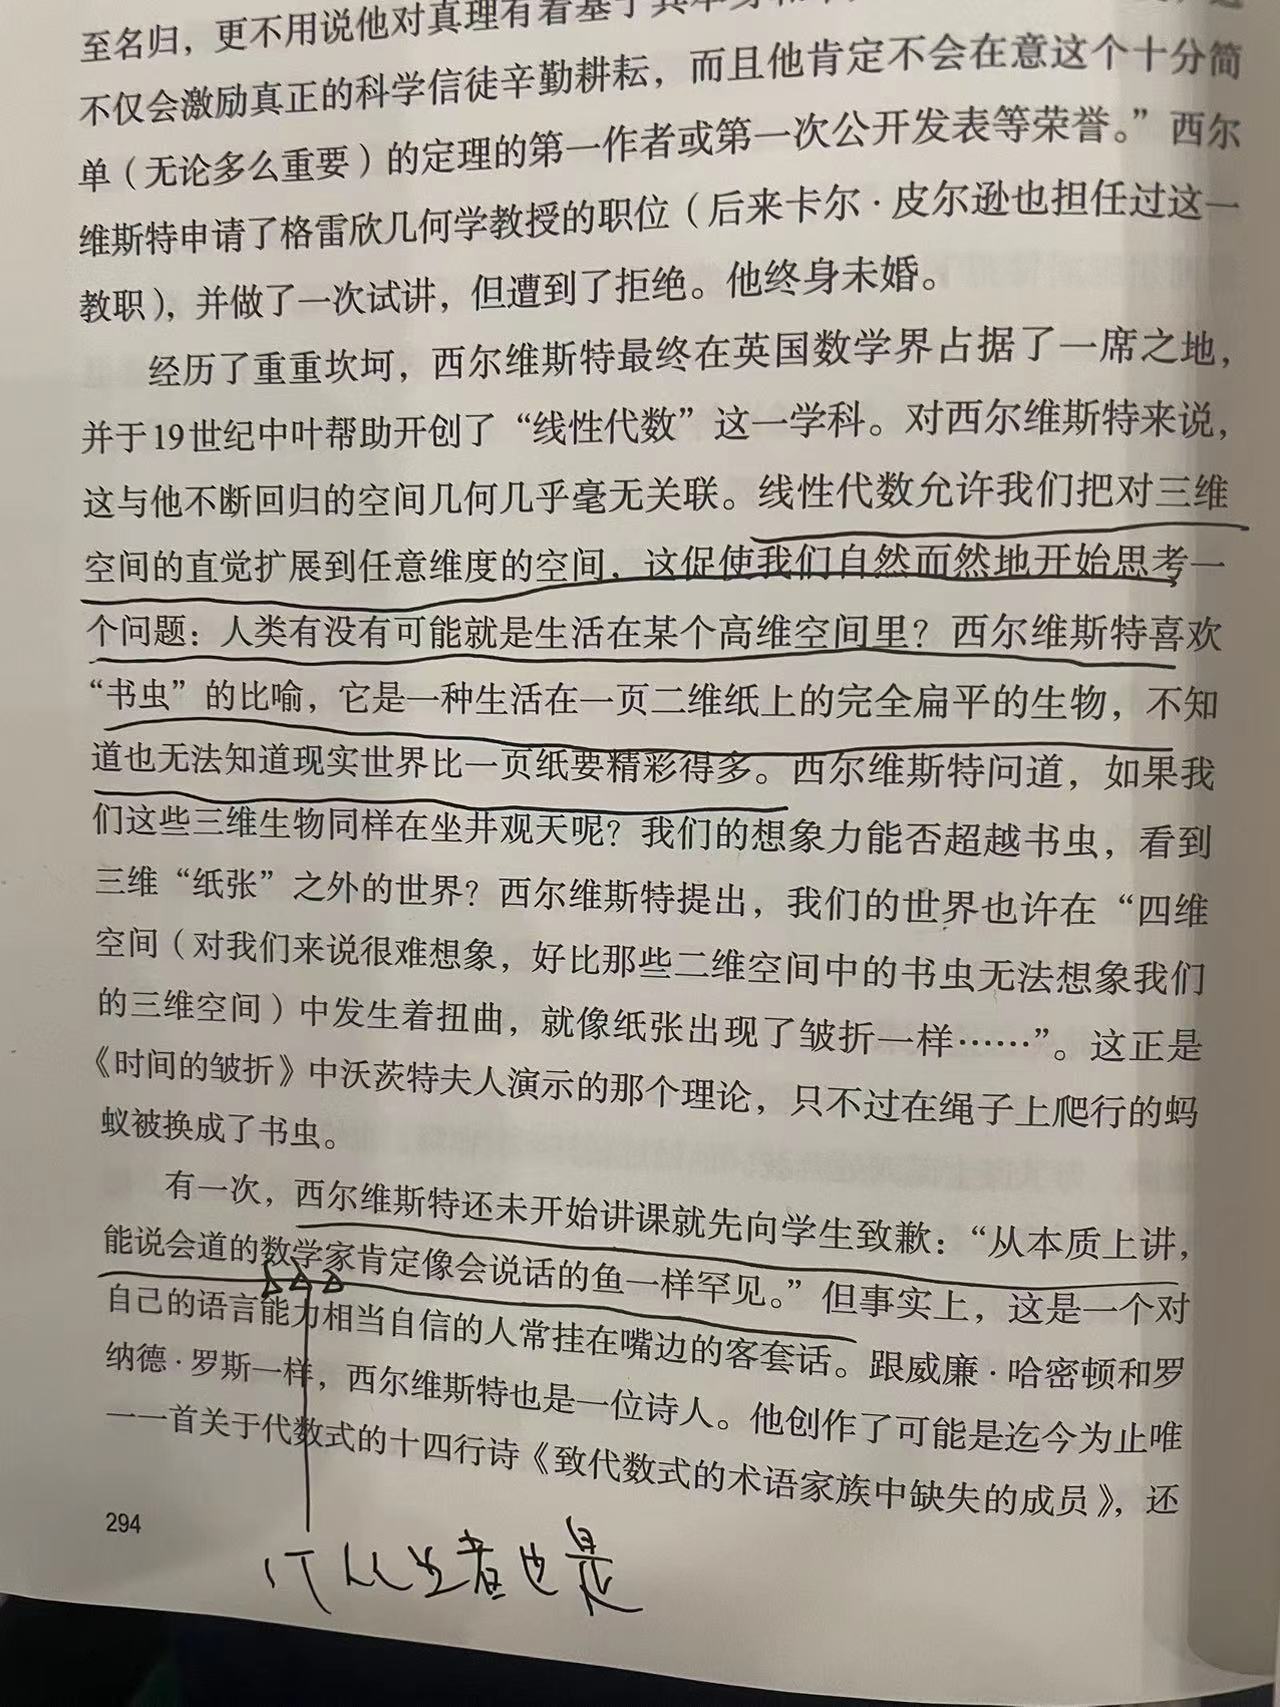 至名归，更不用说他对真理有着基于其本身和
不仅会激励真正的科学信徒辛勤耕耘，而且他肯定不会在意这个十分简
单（无论多么重要）的定理的第一作者或第一次公开发表等荣誉。”西尔
维斯特申请了格雷欣几何学教授的职位（后来卡尔·皮尔逊也担任过这一
教职），并做了一次试讲，但遭到了拒绝。他终身未婚。
经历了重重坎坷，西尔维斯特最终在英国数学界占据了一席之地，
并于19世纪中叶帮助开创了“线性代数”这一学科。对西尔维斯特来说，
这与他不断回归的空间几何几乎毫无关联。线性代数允许我们把对三维
空间的直觉扩展到任意维度的空间，这促使我们自然而然地开始思考一
个问题：人类有没有可能就是生活在某个高维空间里？西尔维斯特喜欢
“书虫”的比喻，它是一种生活在一页二维纸上的完全扁平的生物，不知
道也无法知道现实世界比一页纸要精彩得多。西尔维斯特问道，如果我
们这些三维生物同样在坐井观天呢？我们的想象力能否超越书虫，看到
三维“纸张”之外的世界？西尔维斯特提出，我们的世界也许在“四维
空间（对我们来说很难想象，好比那些二维空间中的书虫无法想象我们
的三维空间）中发生着扭曲，就像纸张出现了皱折一样……”。这正是
《时间的皱折》中沃茨特夫人演示的那个理论，只不过在绳子上爬行的蚂
蚁被换成了书虫。
有一次，西尔维斯特还未开始讲课就先向学生致歉：“从本质上讲，
能说会道的数学家肯定像会说话的鱼一样罕见。”但事实上，这是一个对
自己的语言能力相当自信的人常挂在嘴边的客套话。跟威廉·哈密顿和罗
纳德·罗斯一样，西尔维斯特也是一位诗人。他创作了可能是迄今为止唯
一一首关于代数式的十四行诗《致代数式的术语家族中缺失的成员》，还
294
IT从业者也是